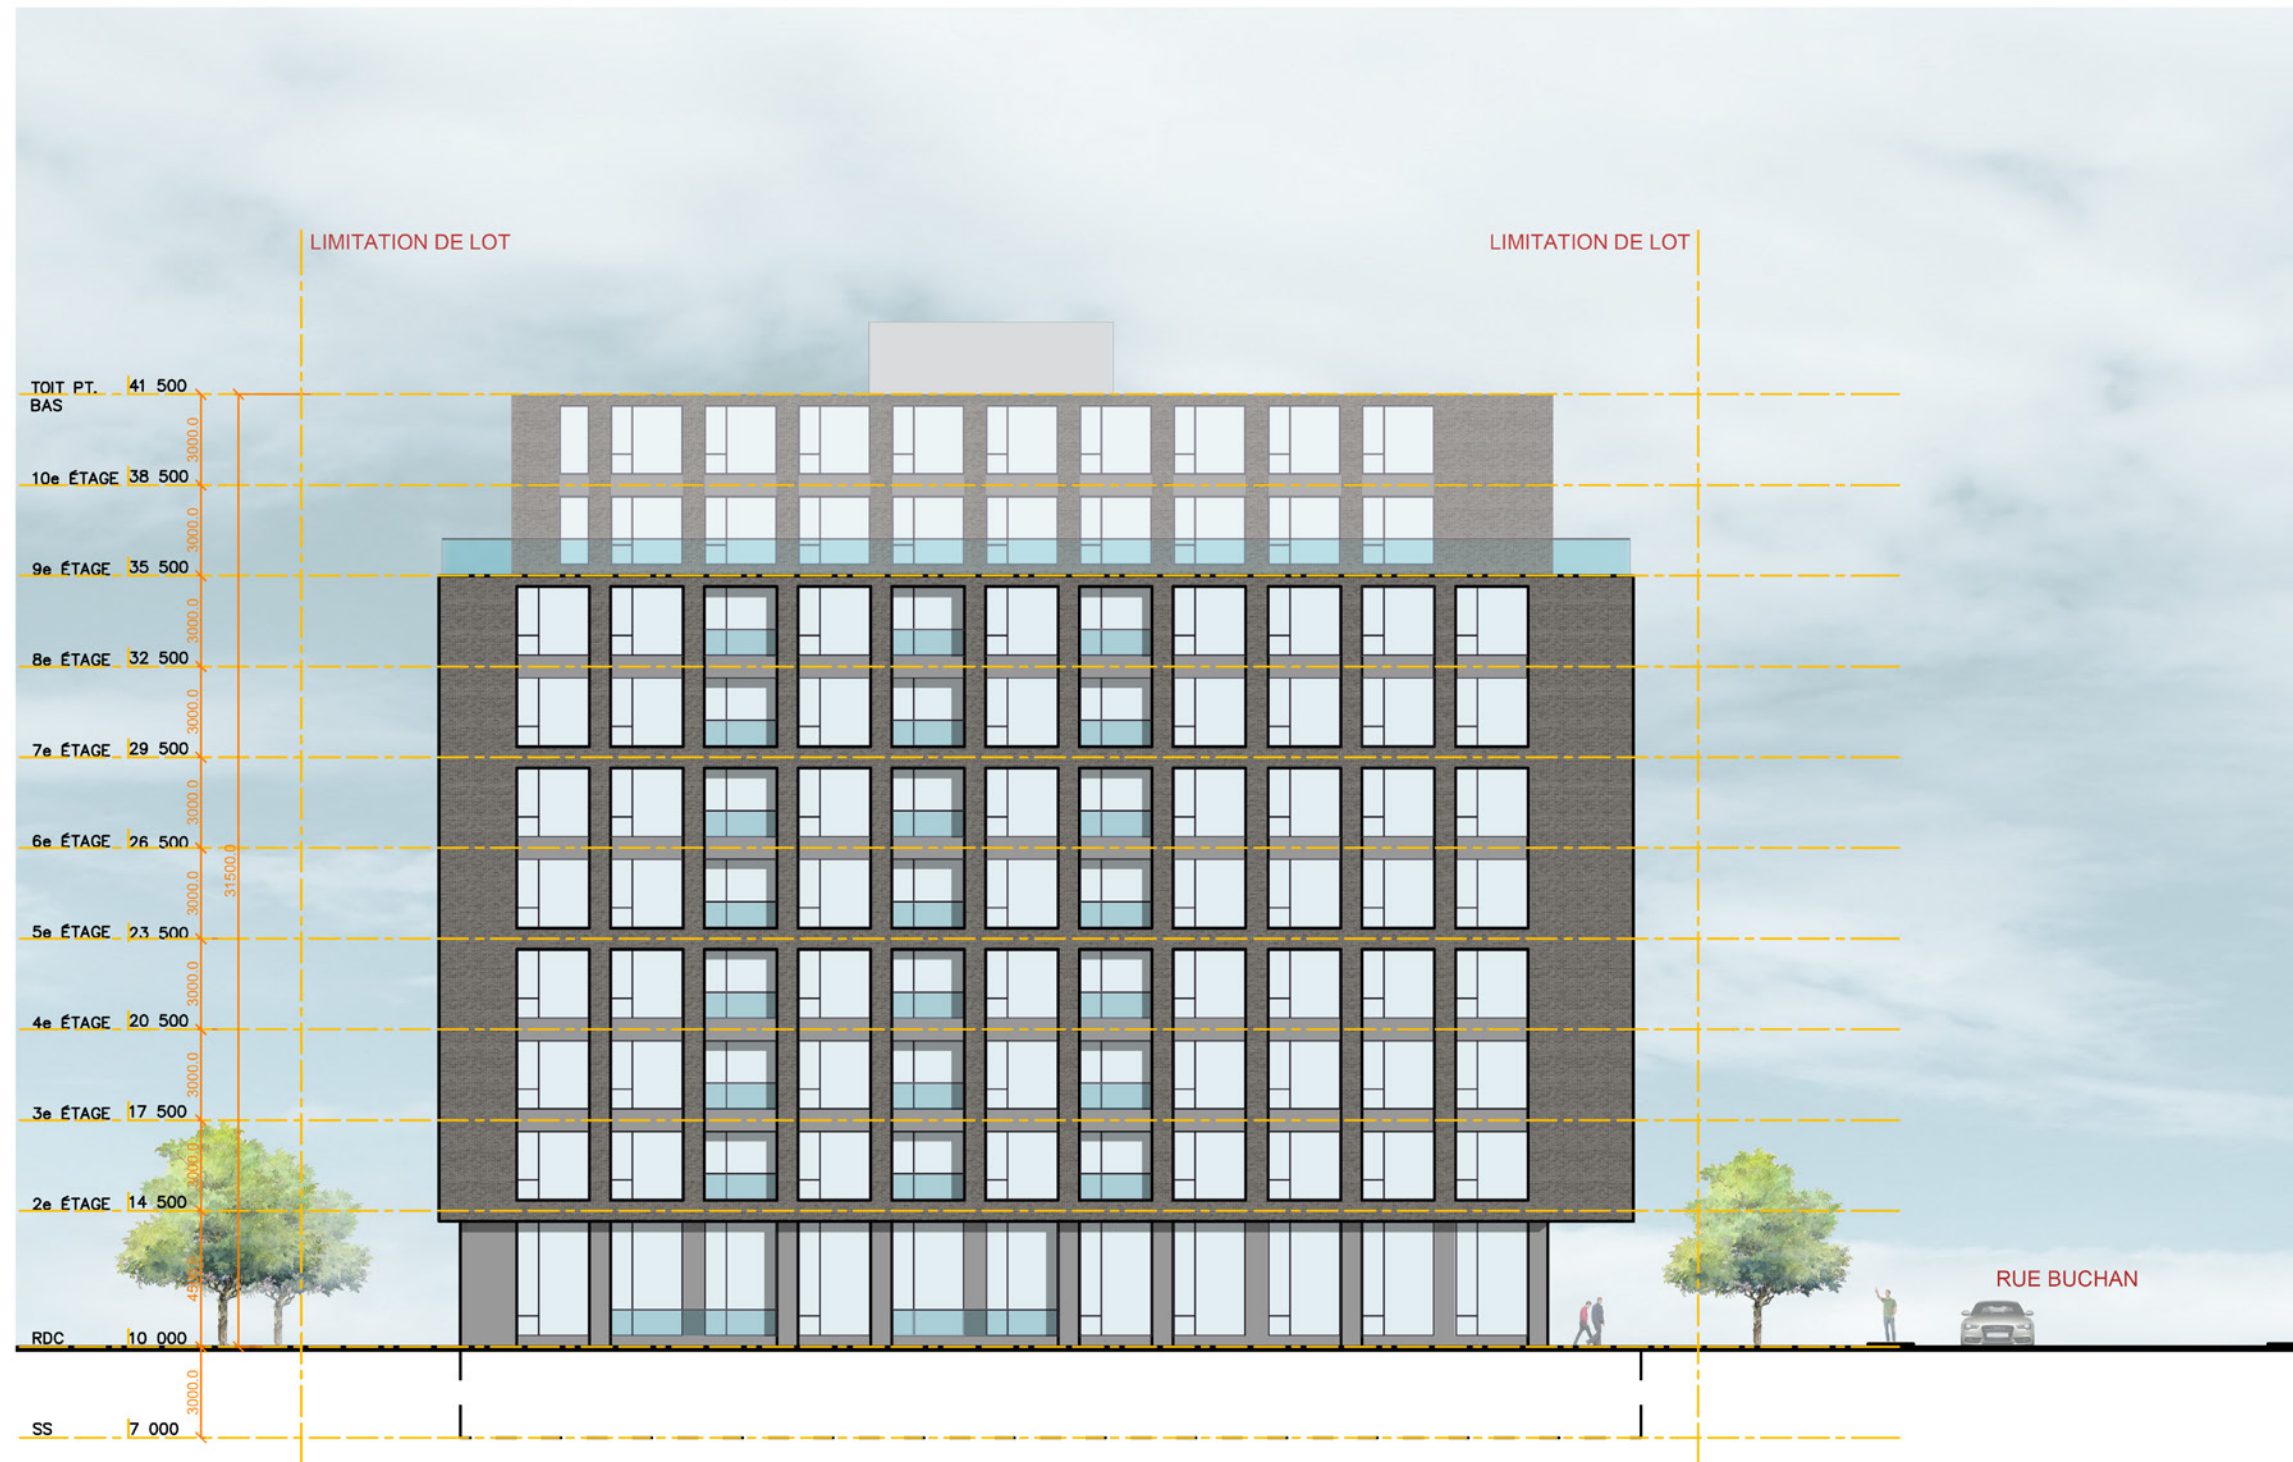 LIMITATION DE LOT
LIMITATION DE LOT
TOIT PT. 41 500
BAS
3000.0
10e ÉTAGE 38 500
3000.0
9e ÉTAGE 35 500
3000.0
8e ÉTAGE 32 500
3000.0
7e ÉTAGE 29 500
3000.0
6e ÉTAGE 26 500
31500.0
3000.0
5e ÉTAGE 23 500
3000.0
4e ÉTAGE 20 500
3000.0
3e ÉTAGE 17 500
3000.0
2e ÉTAGE 14 500
RUE BUCHAN
RDC 10 000
3000.0
SS 7 000